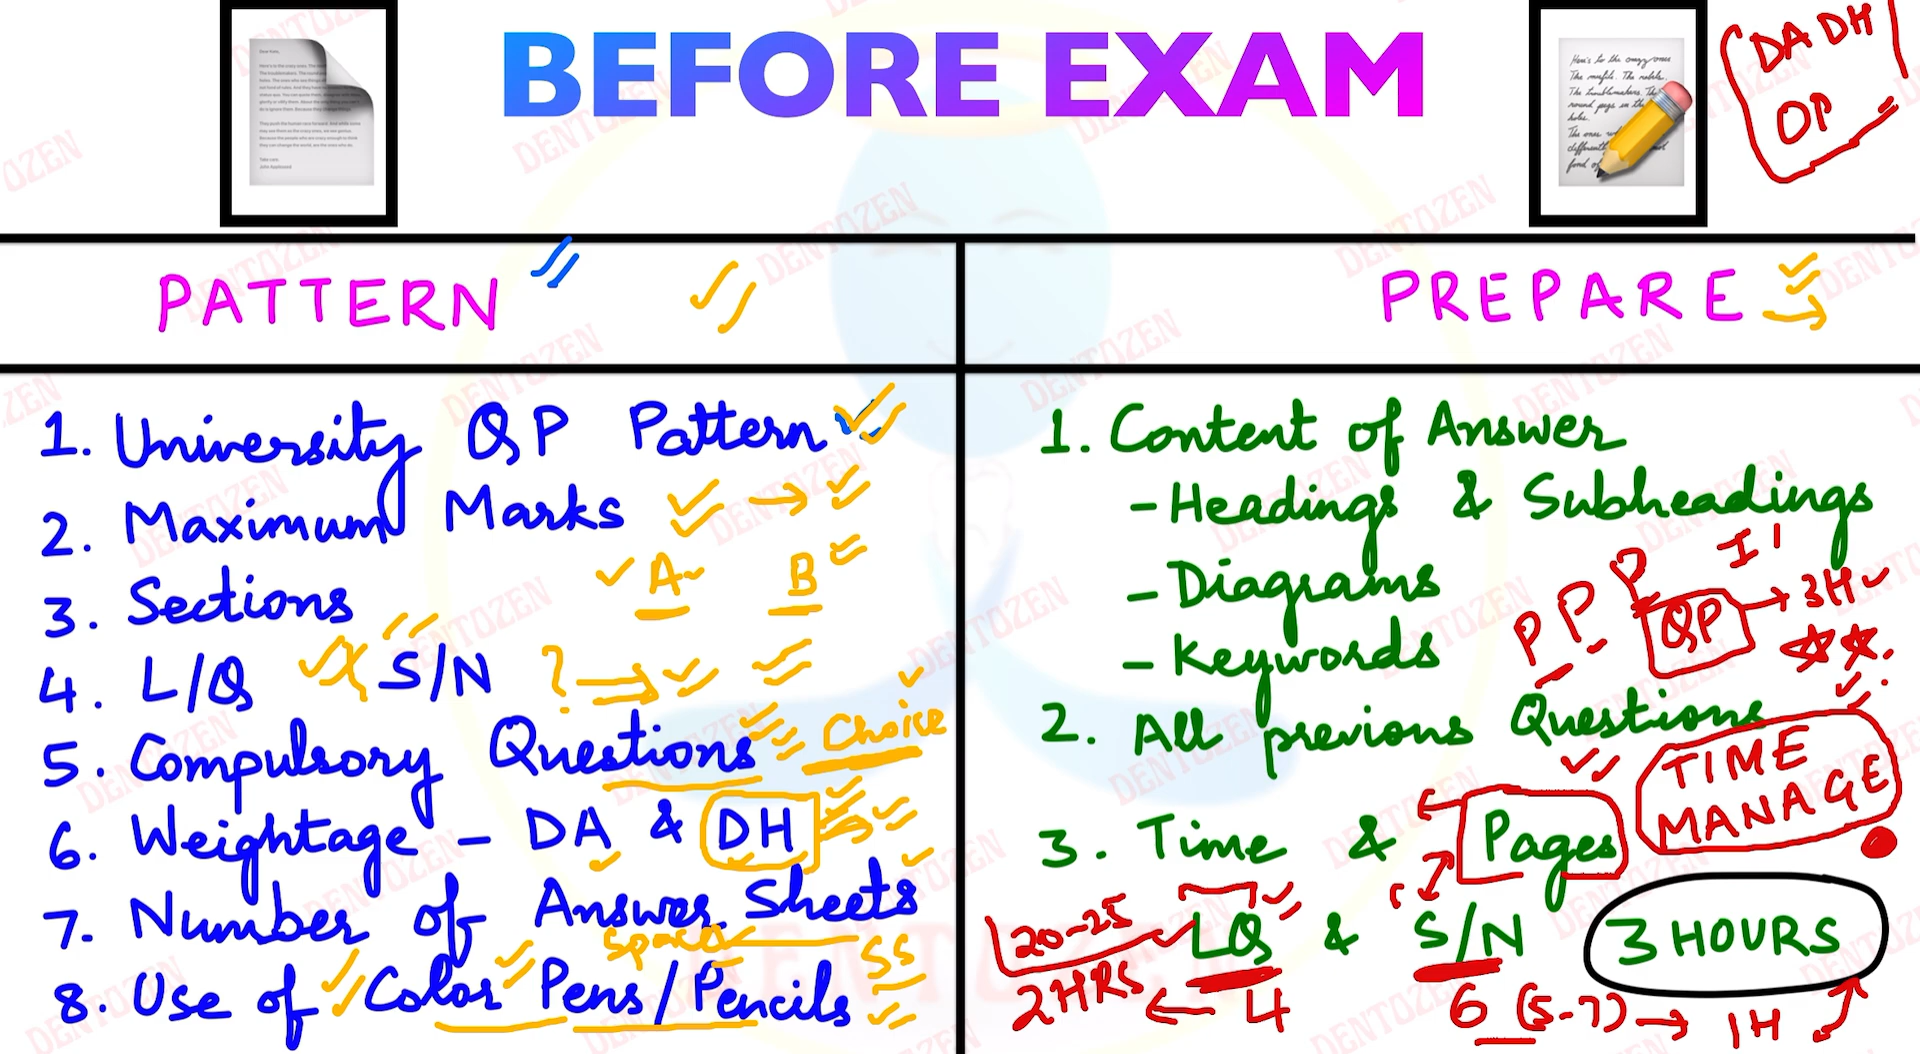 BEFORE EXAM
DA DH
OP
PATTERN
PREPARE
1. University QP Pattern
2. Maximum Marks
3. Sections A B
4. L/Q S/N ?
5. Compulsory Questions Choice
6. Weightage - DA & DH
7. Number of Answer Sheets
space SS
8. Use of Color Pens/Pencils
1. Content of Answer
- Headings & Subheadings
- Diagrams
- Keywords
I'
P P P QP → 3H
2. All previous Questions
TIME MANAGE
3. Time & Pages
20-25 LQ & S/N 3 HOURS
2HRS ← 4 6 (5-7) → 1H
DENTOZEN